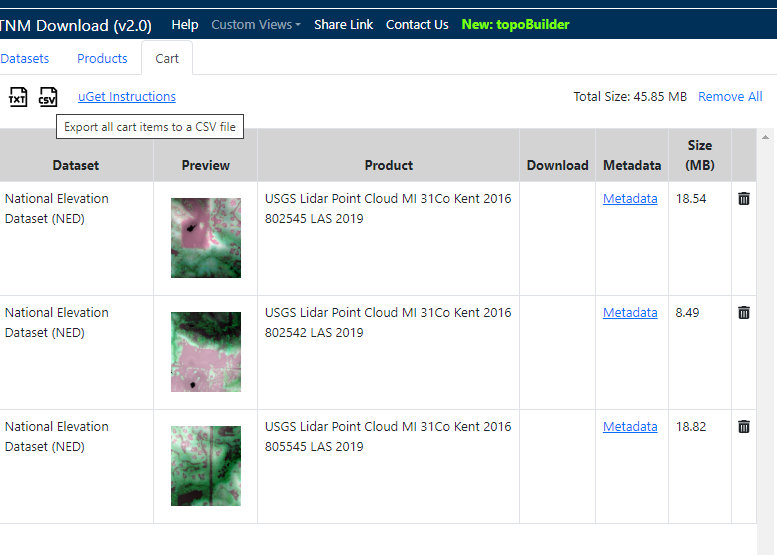 TNM Download (v2.0) Help Custom Views Share Link Contact Us New: topoBuilder
Datasets Products Cart
TXT CSV uGet Instructions Total Size: 45.85 MB Remove All
Export all cart items to a CSV file
Dataset Preview Product Download Metadata Size
(MB)
National Elevation USGS Lidar Point Cloud MI 31Co Kent 2016 Metadata 18.54
Dataset (NED) 802545 LAS 2019
National Elevation USGS Lidar Point Cloud MI 31Co Kent 2016 Metadata 8.49
Dataset (NED) 802542 LAS 2019
National Elevation USGS Lidar Point Cloud MI 31Co Kent 2016 Metadata 18.82
Dataset (NED) 805545 LAS 2019